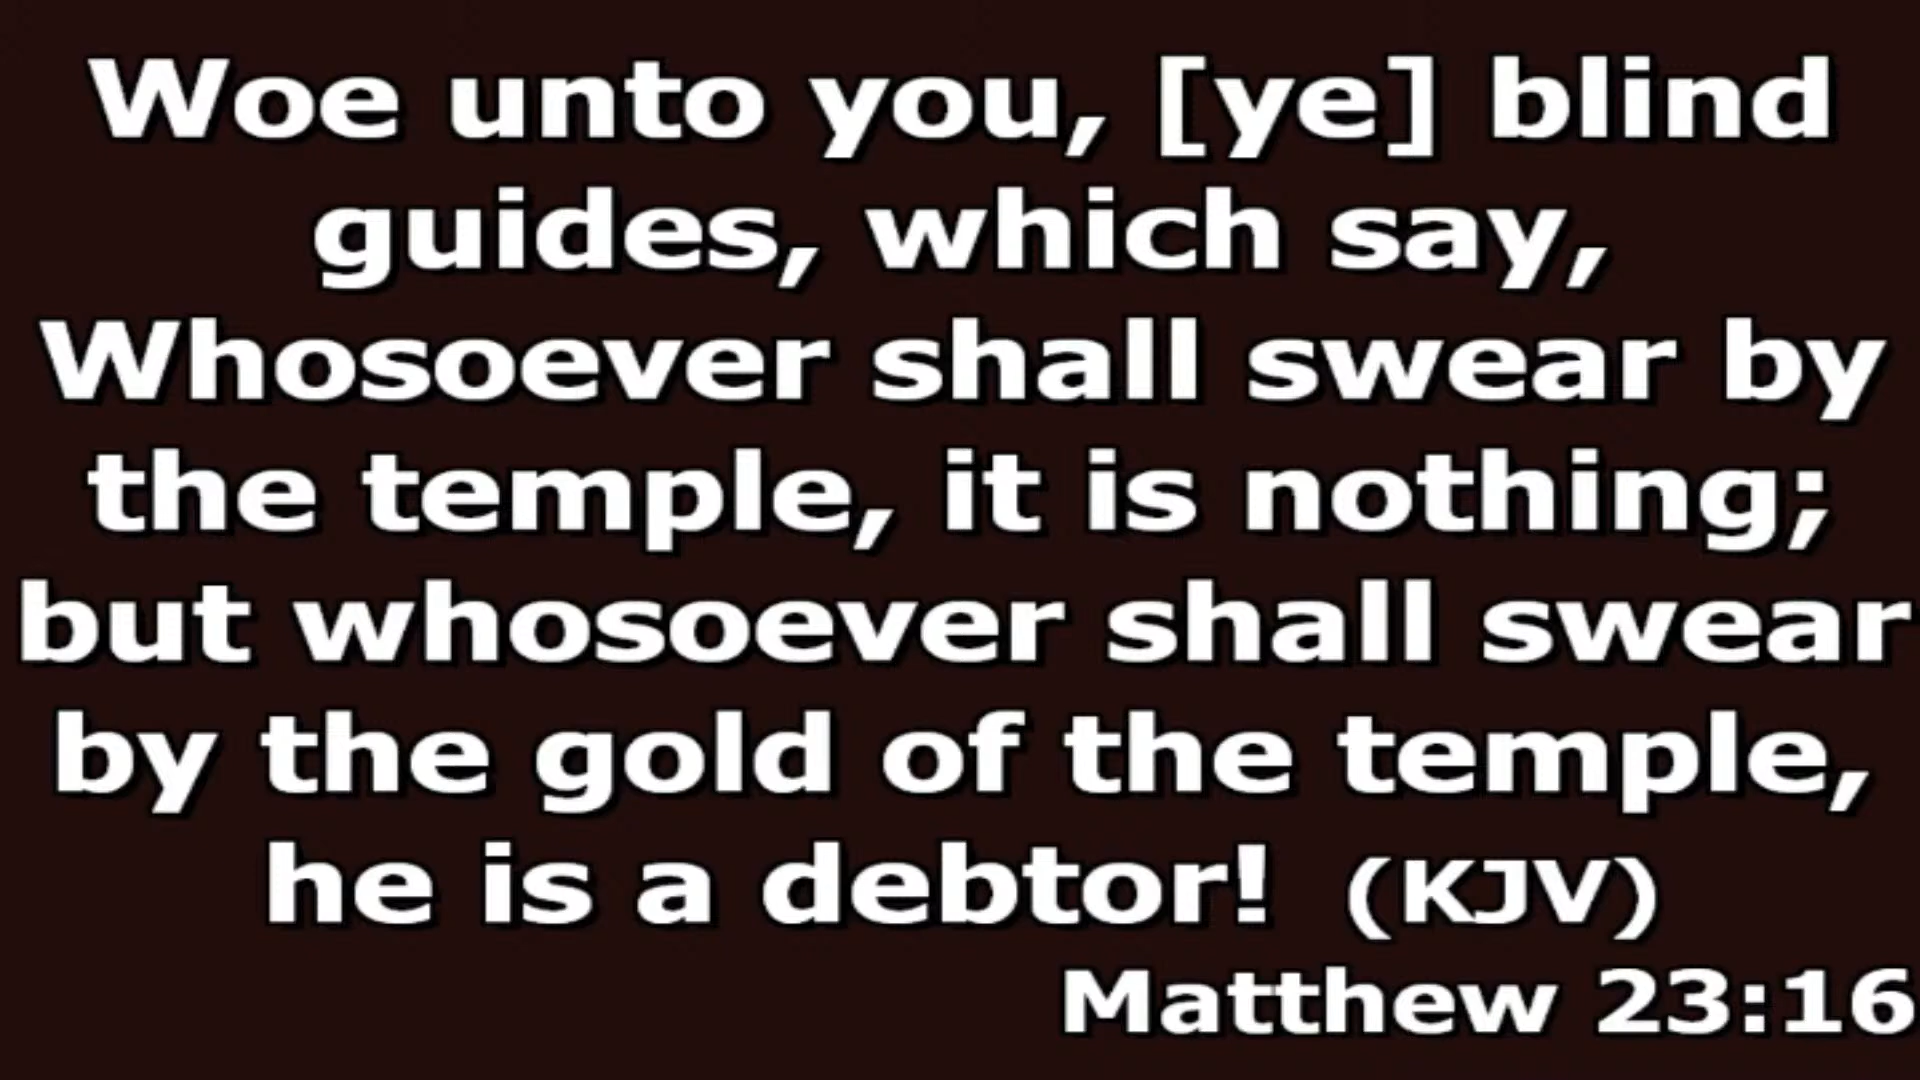 Woe unto you, [ye] blind
guides, which say,
Whosoever shall swear by
the temple, it is nothing;
but whosoever shall swear
by the gold of the temple,
he is a debtor! (KJV)
Matthew 23:16